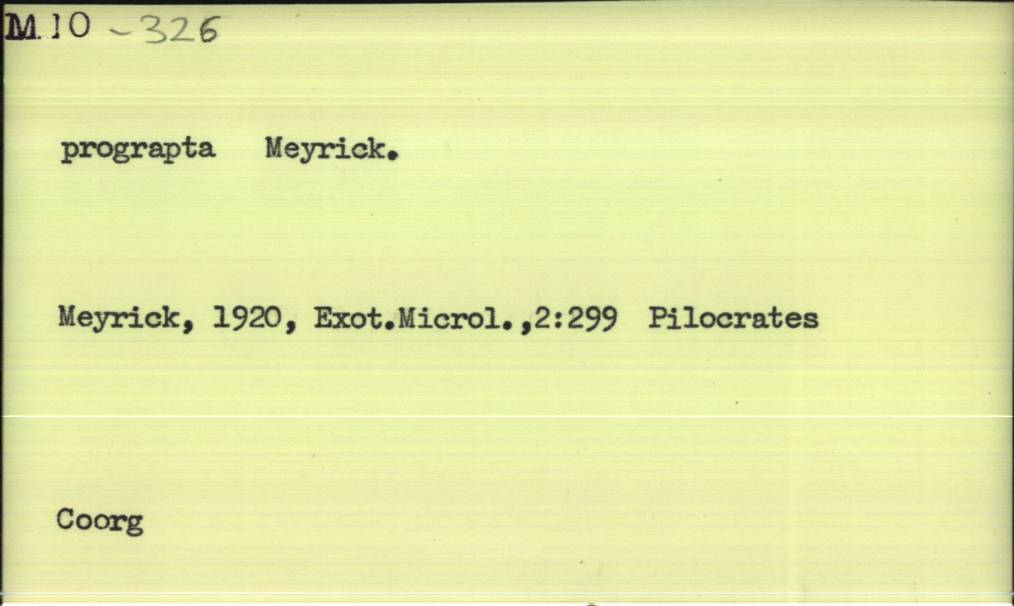 M.10 - 326
prograpta Meyrick.
Meyrick, 1920, Exot.Microl.,2:299 Pilocrates
Coorg